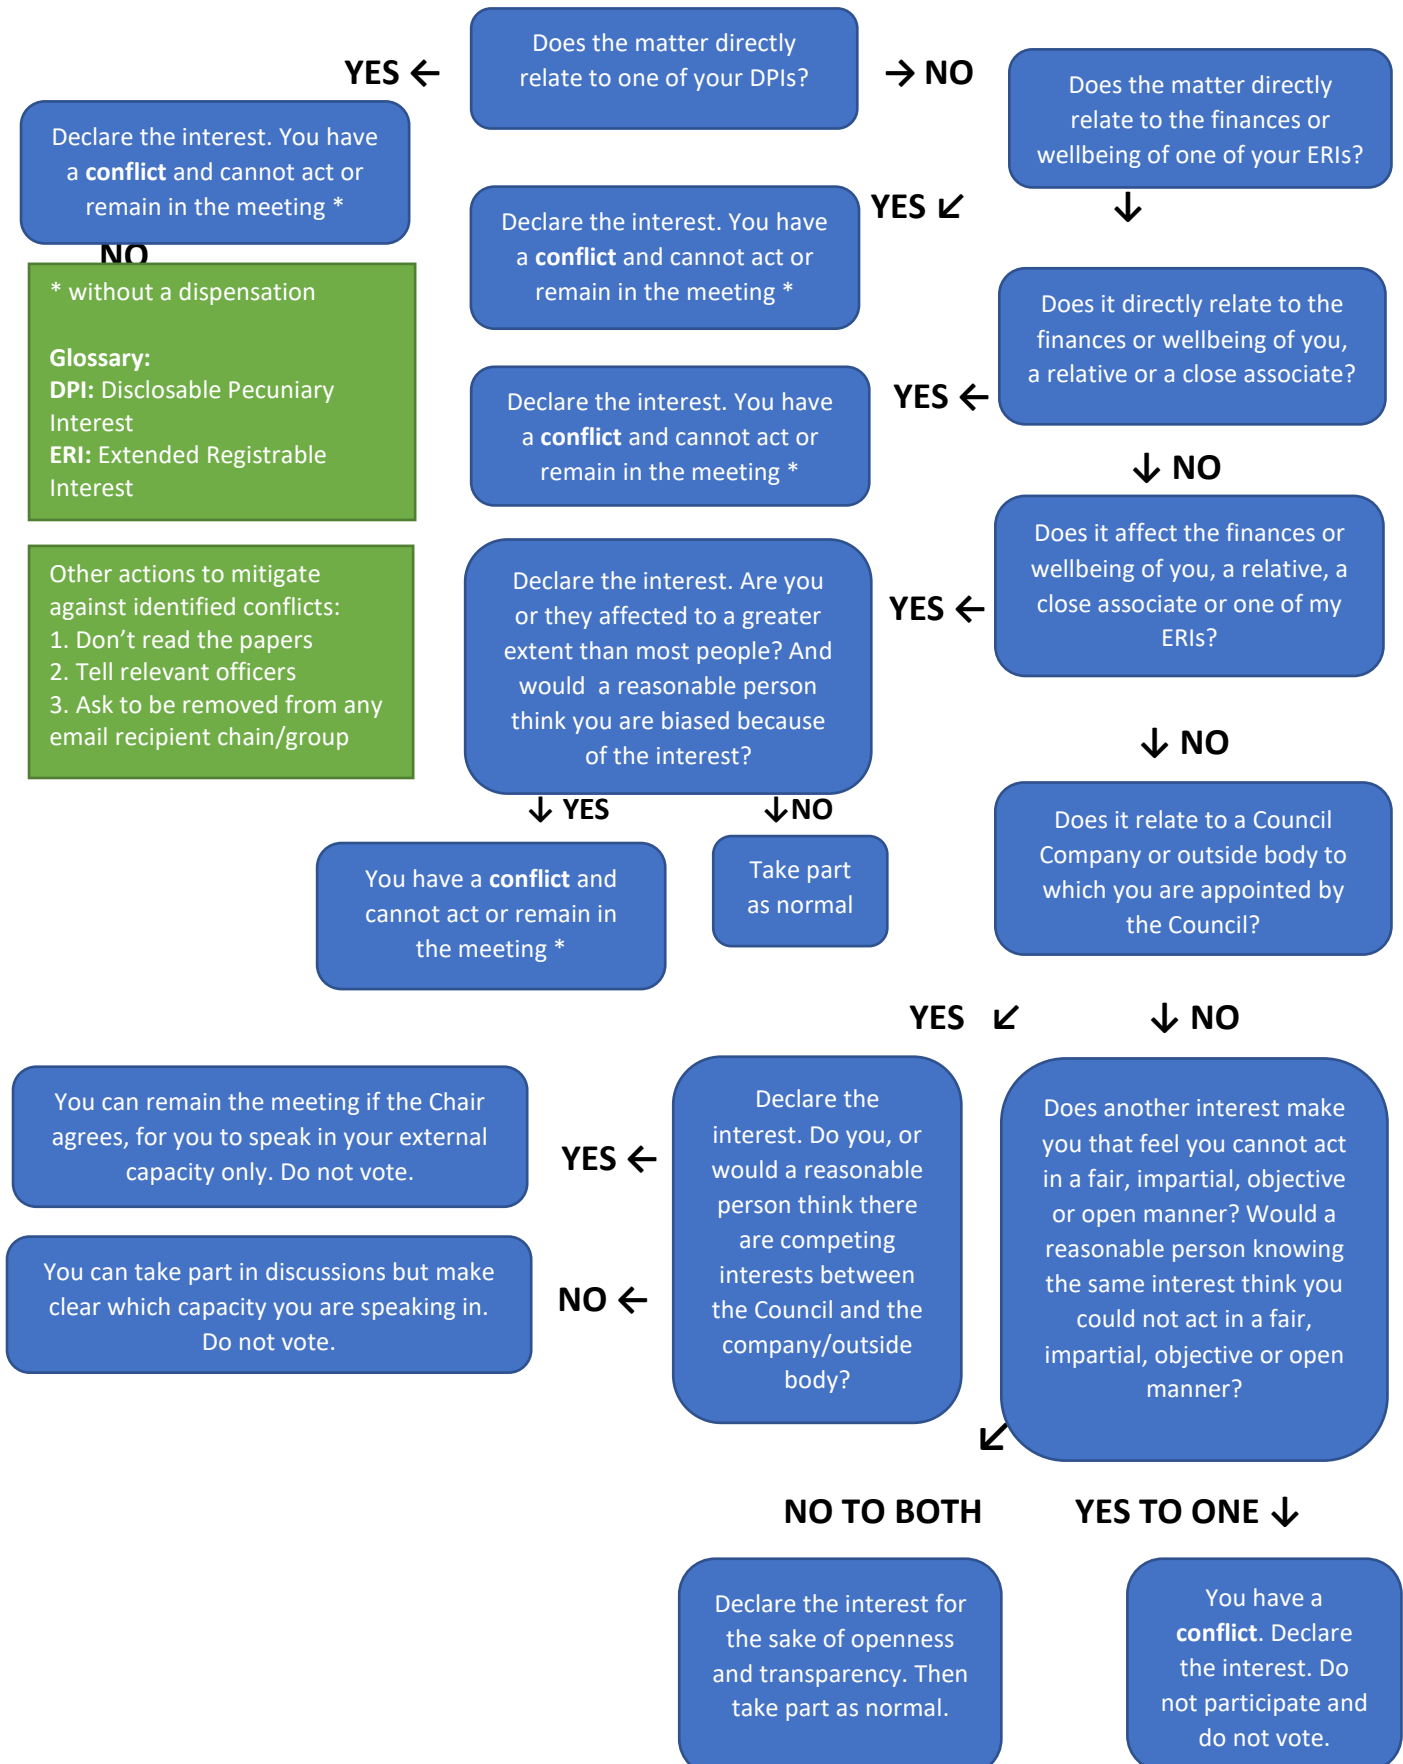 Does the matter directly
relate to one of your DPIs?
YES ←
→ NO
Does the matter directly
relate to the finances or
wellbeing of one of your ERIs?
Declare the interest. You have
a conflict and cannot act or
remain in the meeting *
NO
YES ↙
↓
Declare the interest. You have
a conflict and cannot act or
remain in the meeting *
* without a dispensation
Glossary:
DPI: Disclosable Pecuniary
Interest
ERI: Extended Registrable
Interest
Does it directly relate to the
finances or wellbeing of you,
a relative or a close associate?
YES ←
Declare the interest. You have
a conflict and cannot act or
remain in the meeting *
↓ NO
Does it affect the finances or
wellbeing of you, a relative, a
close associate or one of my
ERIs?
YES ←
Declare the interest. Are you
or they affected to a greater
extent than most people? And
would a reasonable person
think you are biased because
of the interest?
Other actions to mitigate
against identified conflicts:
1. Don’t read the papers
2. Tell relevant officers
3. Ask to be removed from any
email recipient chain/group
↓ YES
↓NO
You have a conflict and
cannot act or remain in
the meeting *
Take part
as normal
↓ NO
Does it relate to a Council
Company or outside body to
which you are appointed by
the Council?
YES ↙
↓ NO
Declare the
interest. Do you, or
would a reasonable
person think there
are competing
interests between
the Council and the
company/outside
body?
YES ←
You can remain the meeting if the Chair
agrees, for you to speak in your external
capacity only. Do not vote.
NO ←
You can take part in discussions but make
clear which capacity you are speaking in.
Do not vote.
Does another interest make
you that feel you cannot act
in a fair, impartial, objective
or open manner? Would a
reasonable person knowing
the same interest think you
could not act in a fair,
impartial, objective or open
manner?
↙
NO TO BOTH
YES TO ONE ↓
Declare the interest for
the sake of openness
and transparency. Then
take part as normal.
You have a
conflict. Declare
the interest. Do
not participate and
do not vote.